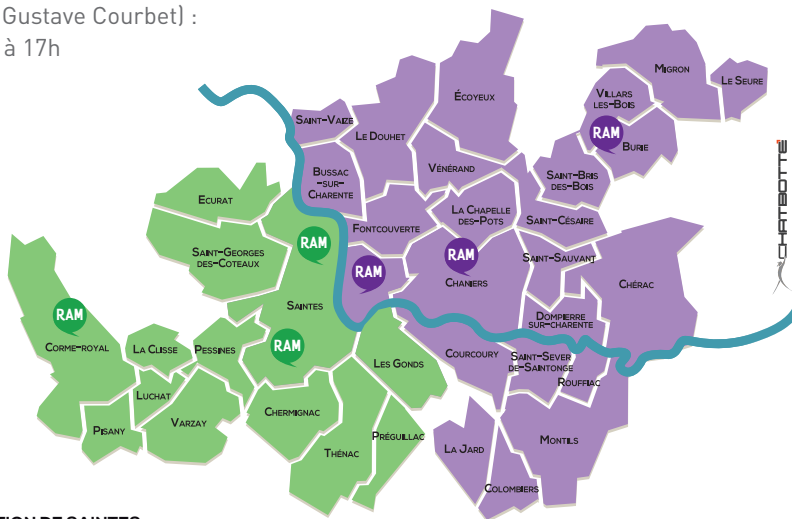 Gustave Courbet) :
à 17h
MIGRON
LE SEURE
ÉCOYEUX
VILLARS
LES-BOIS
SAINT-VAIZE
LE DOUHET
RAM
BURIE
VÉNÉRAND
BUSSAC
-SUR-
CHARENTE
SAINT-BRIS
DES-BOIS
ECURAT
LA CHAPELLE
DES-POTS
SAINT-CÉSAIRE
FONTCOUVERTE
RAM
SAINT-GEORGES
DES-COTEAUX
RAM
RAM
SAINT-SAUVANT
CHANIERS
CHÉRAC
SAINTES
RAM
DOMPIERRE
SUR-CHARENTE
CORME-ROYAL
LA CLISSE
PESSINES
RAM
LES GONDS
COURCOURY
SAINT-SEVER
DE-SAINTONGE
ROUFFIAC
LUCHAT
CHERMIGNAC
PISANY
VARZAY
PRÉGUILLAC
THÉNAC
LA JARD
MONTILS
COLOMBIERS
CHATBOTTÉ
TION DE SAINTES